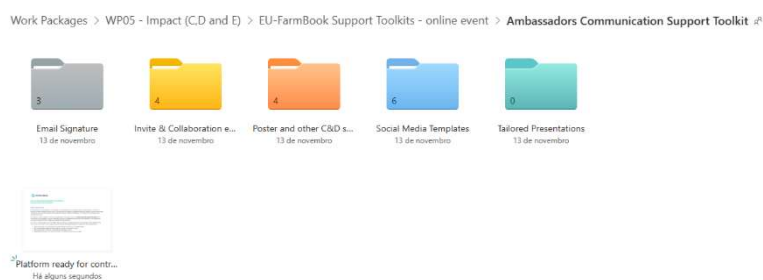 Work Packages > WP05 - Impact (C,D and E) > EU-FarmBook Support Toolkits - online event > Ambassadors Communication Support Toolkit
3
4
4
6
0
Email Signature
Invite & Collaboration e...
Poster and other C&D s...
Social Media Templates
Tailored Presentations
13 de novembro
13 de novembro
13 de novembro
13 de novembro
13 de novembro
Platform ready for contr...
Há alguns segundos